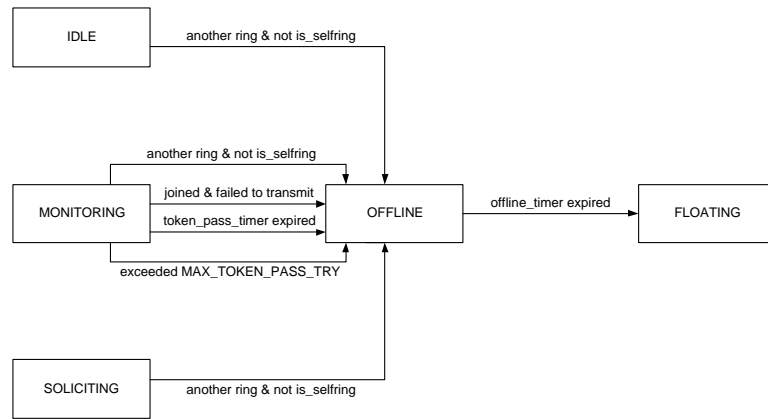 IDLE
another ring & not is_selfring
another ring & not is_selfring
MONITORING
joined & failed to transmit
token_pass_timer expired
exceeded MAX_TOKEN_PASS_TRY
OFFLINE
offline_timer expired
FLOATING
SOLICITING
another ring & not is_selfring